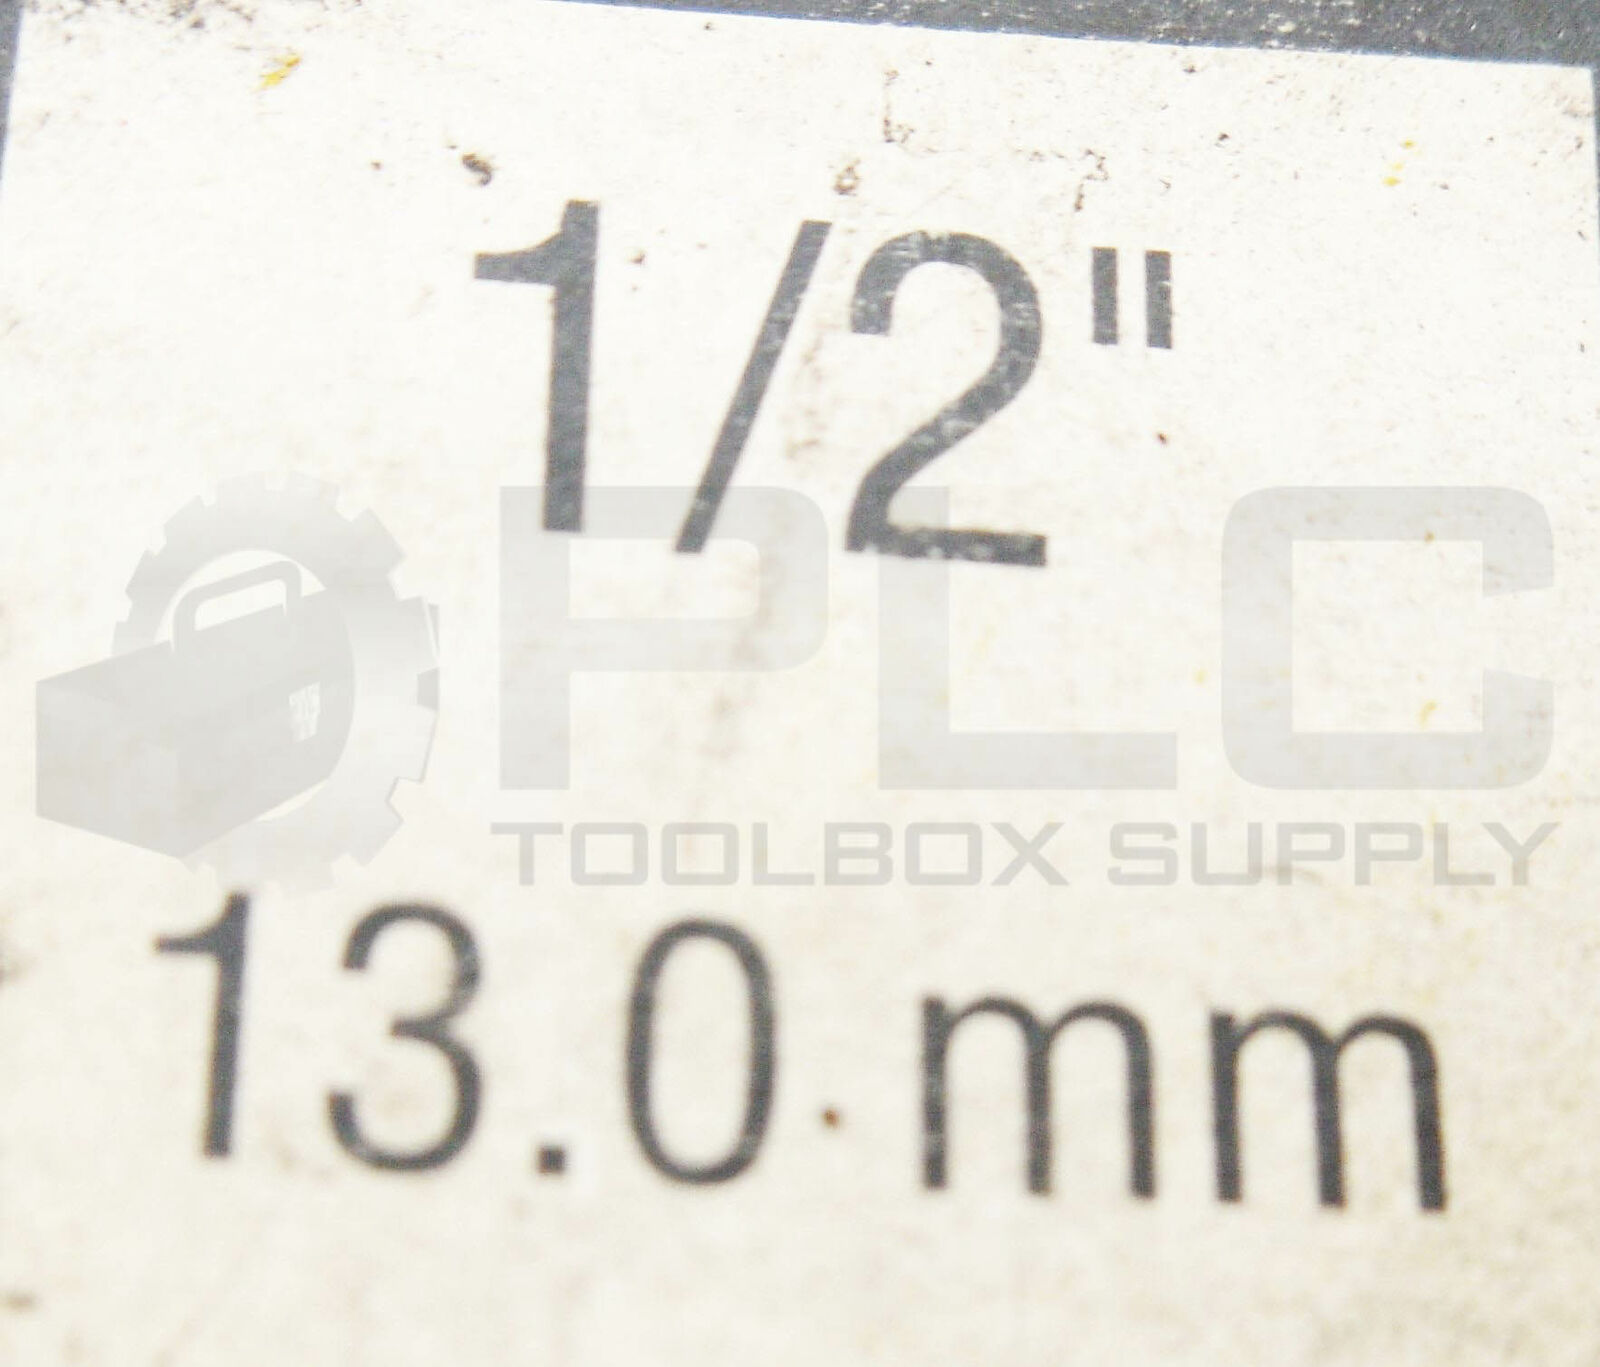 1/2"
PLC
TOOLBOX SUPPLY
13.0 mm